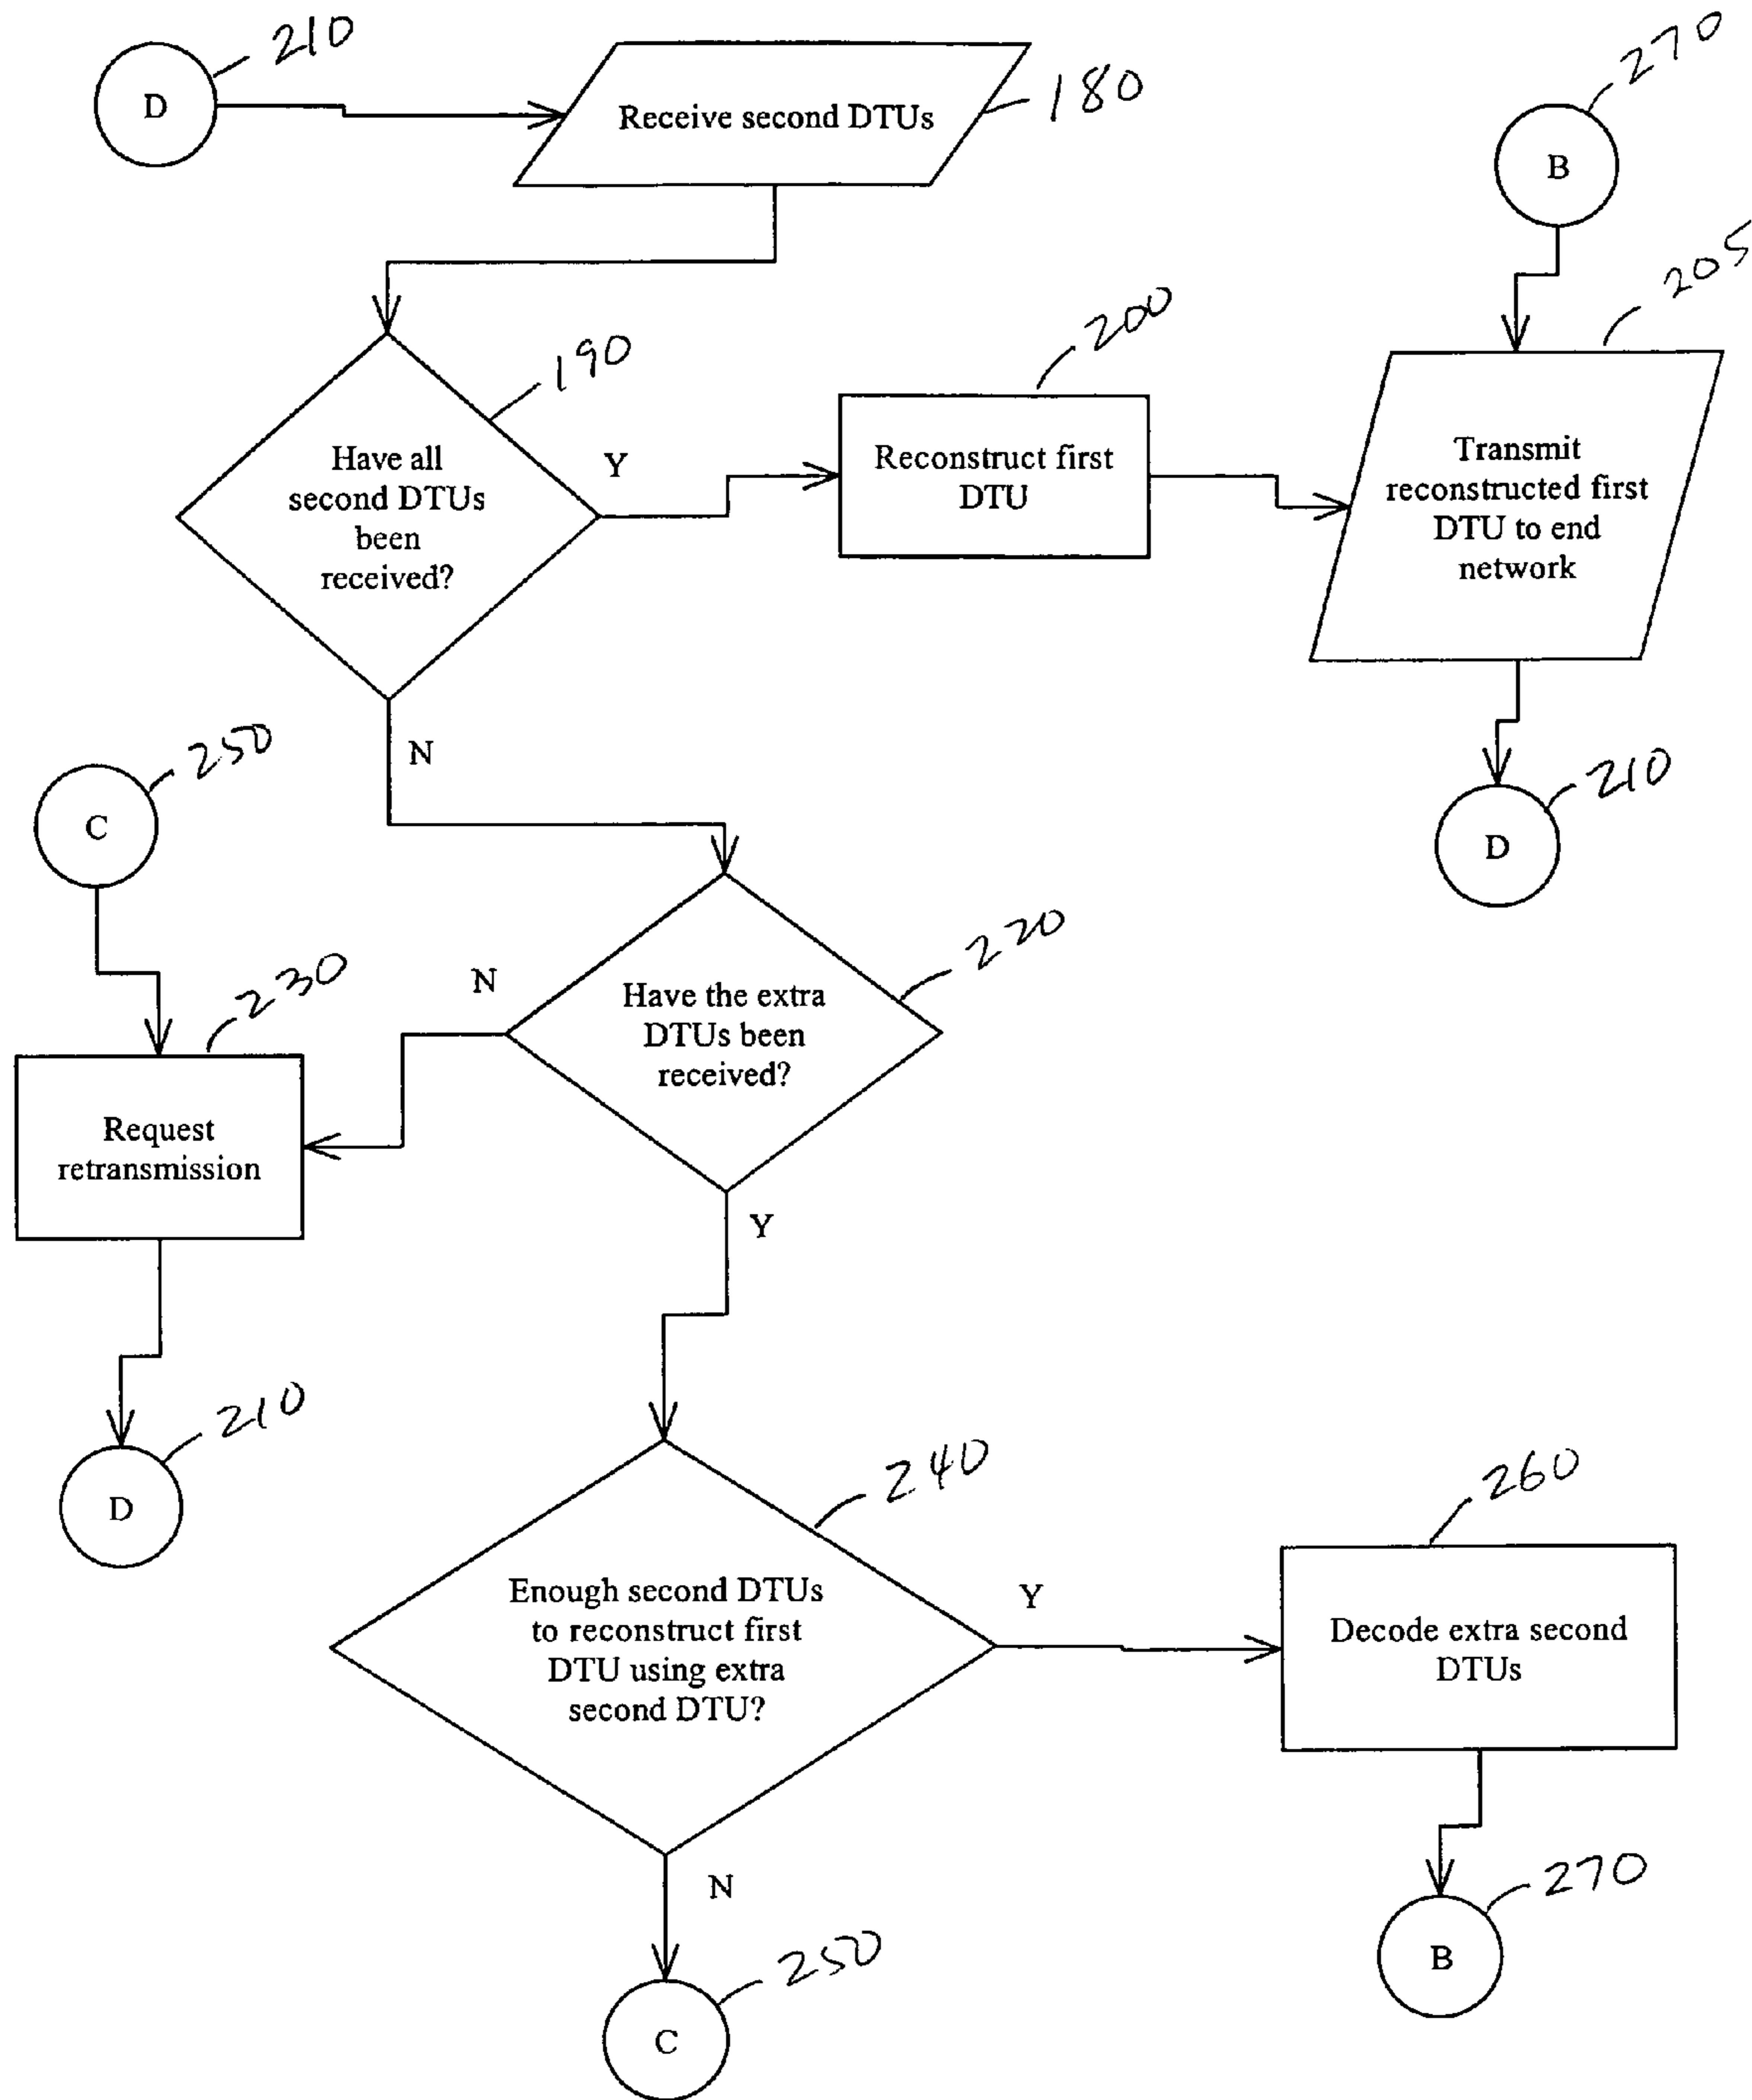 210
D
Receive second DTUs
180
270
B
205
190
Have all
second DTUs
been
received?
Y
200
Reconstruct first
DTU
Transmit
reconstructed first
DTU to end
network
N
250
C
210
D
230
N
220
Have the extra
DTUs been
received?
Request
retransmission
Y
210
D
240
Enough second DTUs
to reconstruct first
DTU using extra
second DTU?
Y
260
Decode extra second
DTUs
N
250
C
270
B